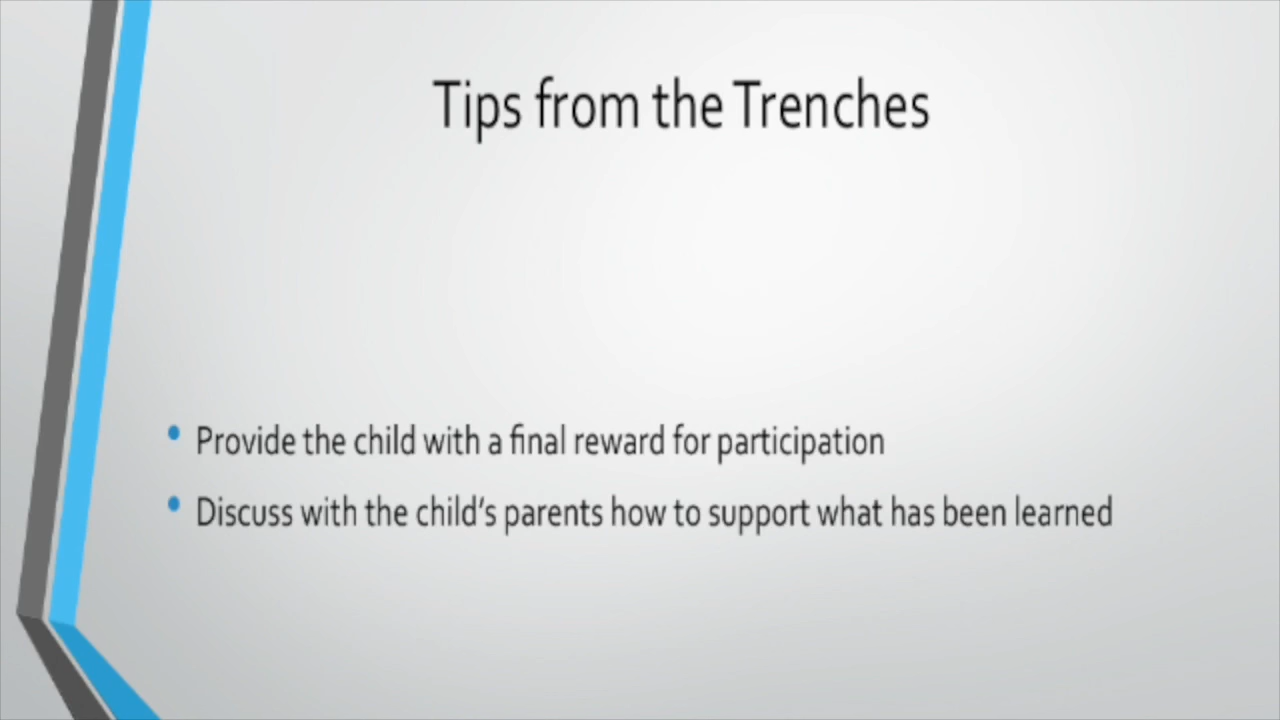 Tips from the Trenches
• Provide the child with a final reward for participation
• Discuss with the child's parents how to support what has been learned